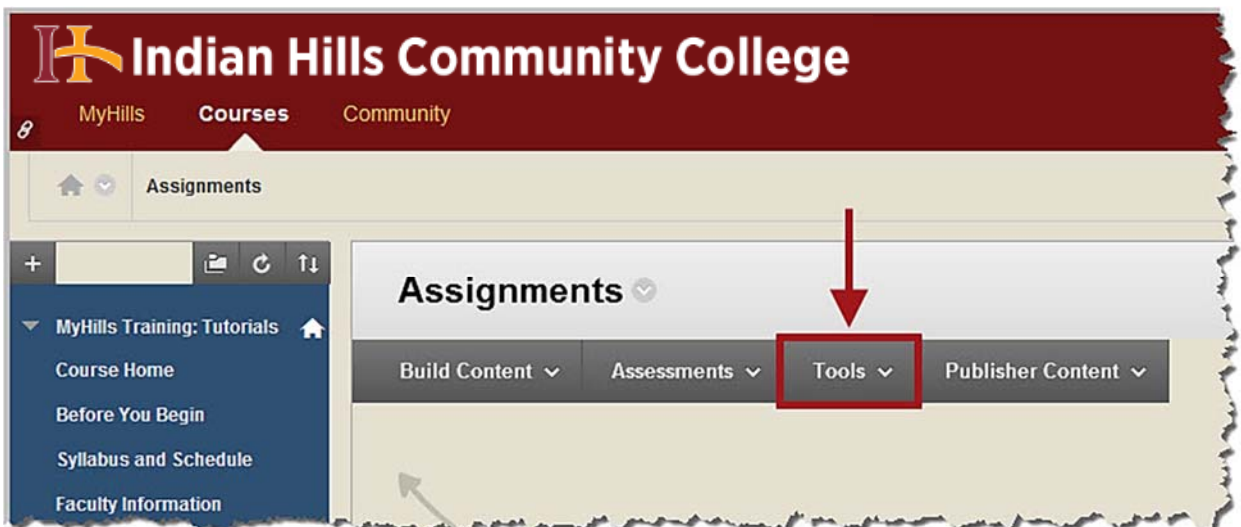 Indian Hills Community College
MyHills Courses Community
Assignments
MyHills Training: Tutorials
Course Home
Before You Begin
Syllabus and Schedule
Faculty Information
Assignments
Build Content Assessments Tools Publisher Content